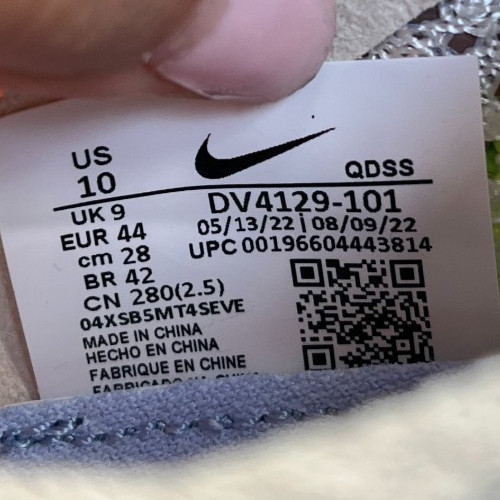 US
10
UK 9
EUR 44
cm 28
BR 42
CN 280(2.5)
QDSS
DV4129-101
05/13/22 | 08/09/22
UPC 00196604443814
04XSB5MT4SEVE
MADE IN CHINA
HECHO EN CHINA
FABRIQUE EN CHINE